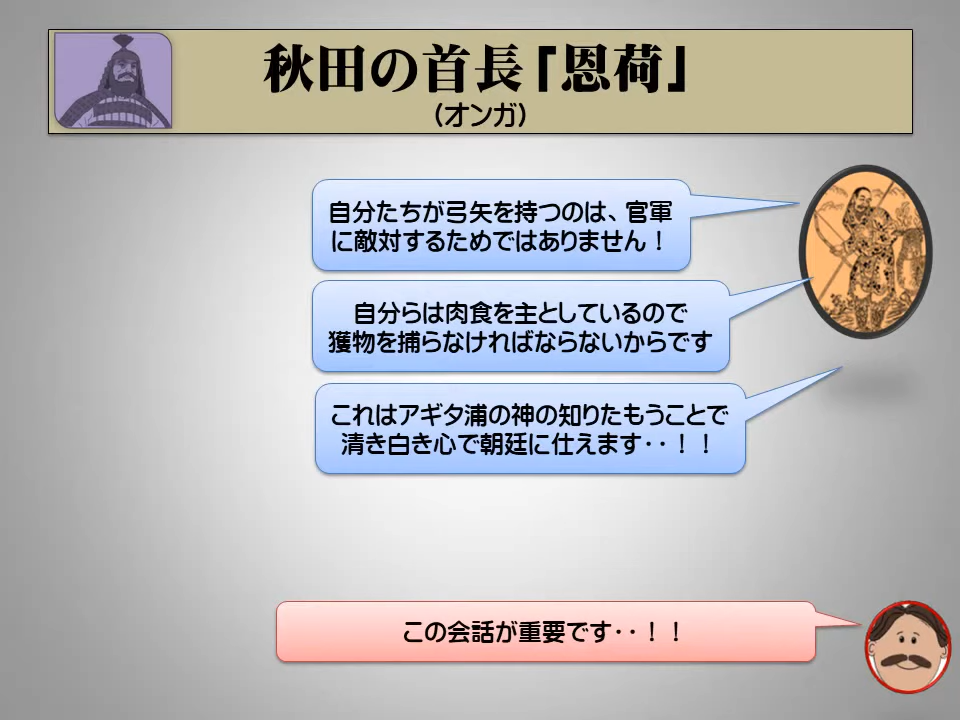 秋田の首長「恩荷」
（オンガ）
自分たちが弓矢を持つのは、官軍
に敵対するためではありません！
自分らは肉食を主としているので
獲物を捕らなければならないからです
これはアギタ浦の神の知りたもうことで
清き白き心で朝廷に仕えます‥！！
この会話が重要です‥！！